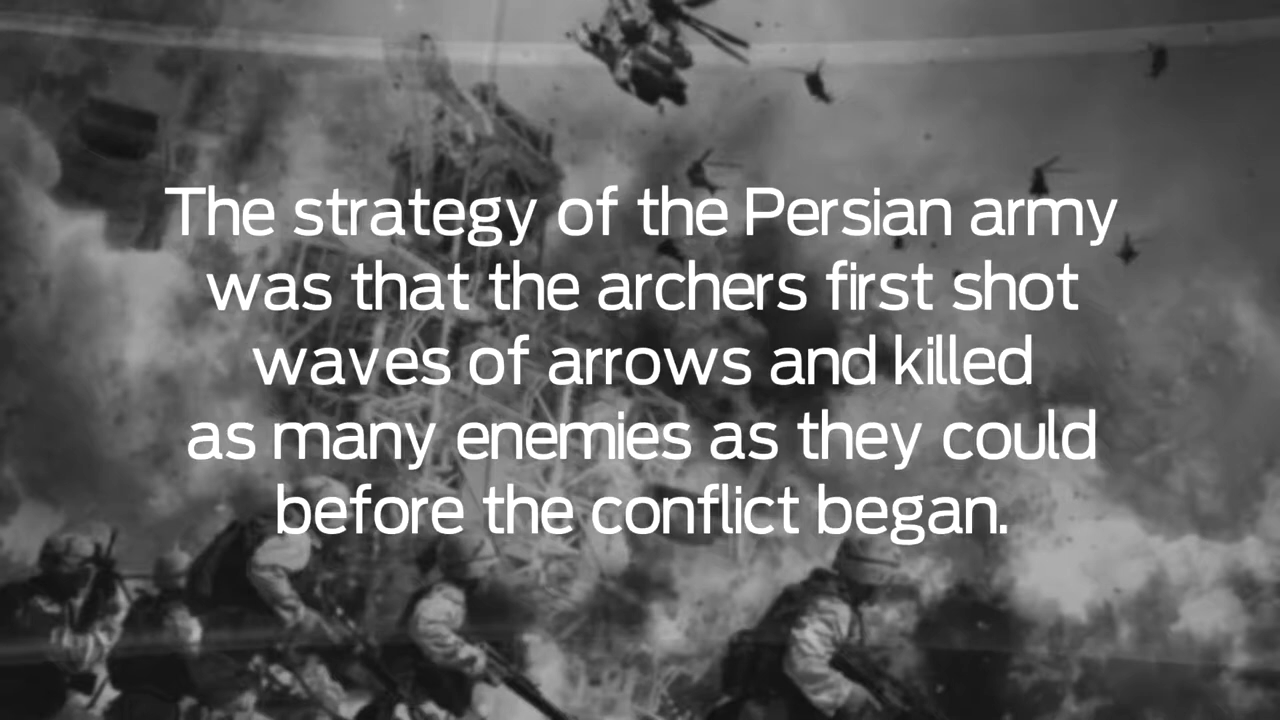 The strategy of the Persian army
was that the archers first shot
waves of arrows and killed
as many enemies as they could
before the conflict began.